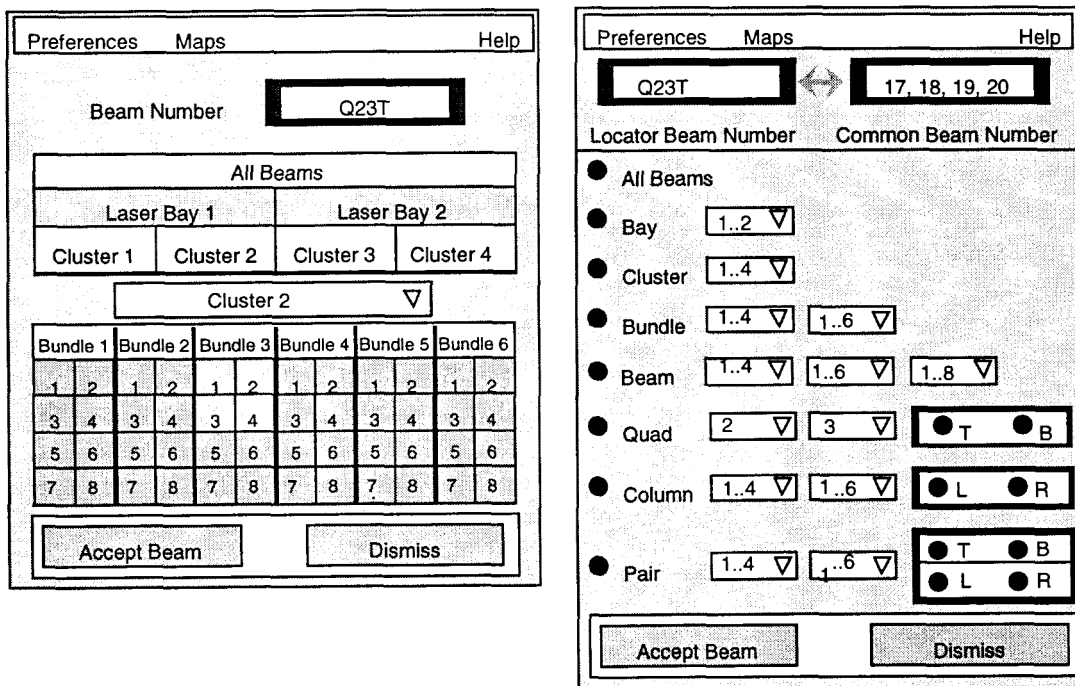 Preferences Maps Help
Beam Number Q23T
All Beams
Laser Bay 1 Laser Bay 2
Cluster 1 Cluster 2 Cluster 3 Cluster 4
Cluster 2
Bundle 1 Bundle 2 Bundle 3 Bundle 4 Bundle 5 Bundle 6
1 2 1 2 1 2 1 2 1 2 1 2
3 4 3 4 3 4 3 4 3 4 3 4
5 6 5 6 5 6 5 6 5 6 5 6
7 8 7 8 7 8 7 8 7 8 7 8
Accept Beam Dismiss
Preferences Maps Help
Q23T 17, 18, 19, 20
Locator Beam Number Common Beam Number
All Beams
Bay 1..2
Cluster 1..4
Bundle 1..4 1..6
Beam 1..4 1..6 1..8
Quad 2 3 T B
Column 1..4 1..6 L R
Pair 1..4 1..6 T B
L R
Accept Beam Dismiss